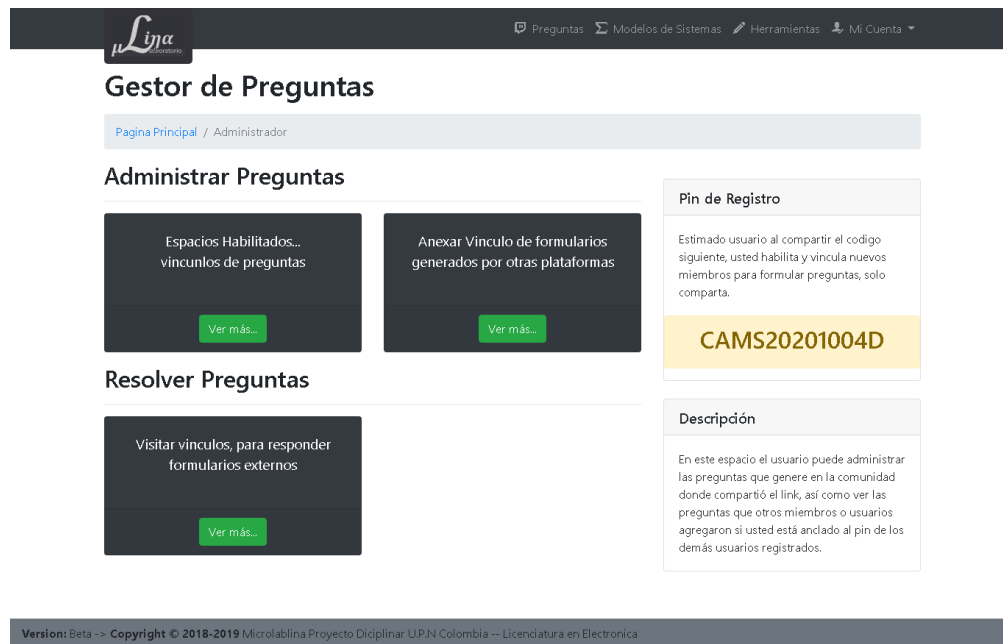 μLina
Laboratorio
Preguntas Modelos de Sistemas Herramientas Mi Cuenta
Gestor de Preguntas
Pagina Principal / Administrador
Administrar Preguntas
Espacios Habilitados...
vincunlos de preguntas
Ver más...
Anexar Vinculo de formularios
generados por otras plataformas
Ver más...
Resolver Preguntas
Visitar vinculos, para responder
formularios externos
Ver más...
Pin de Registro
Estimado usuario al compartir el codigo
siguiente, usted habilita y vincula nuevos
miembros para formular preguntas, solo
comparta.
CAMS20201004D
Descripción
En este espacio el usuario puede administrar
las preguntas que genere en la comunidad
donde compartió el link, así como ver las
preguntas que otros miembros o usuarios
agregaron si usted está anclado al pin de los
demás usuarios registrados.
Version: Beta -> Copyright © 2018-2019 Microlablina Proyecto Diciplinar U.P.N Colombia -- Licenciatura en Electronica